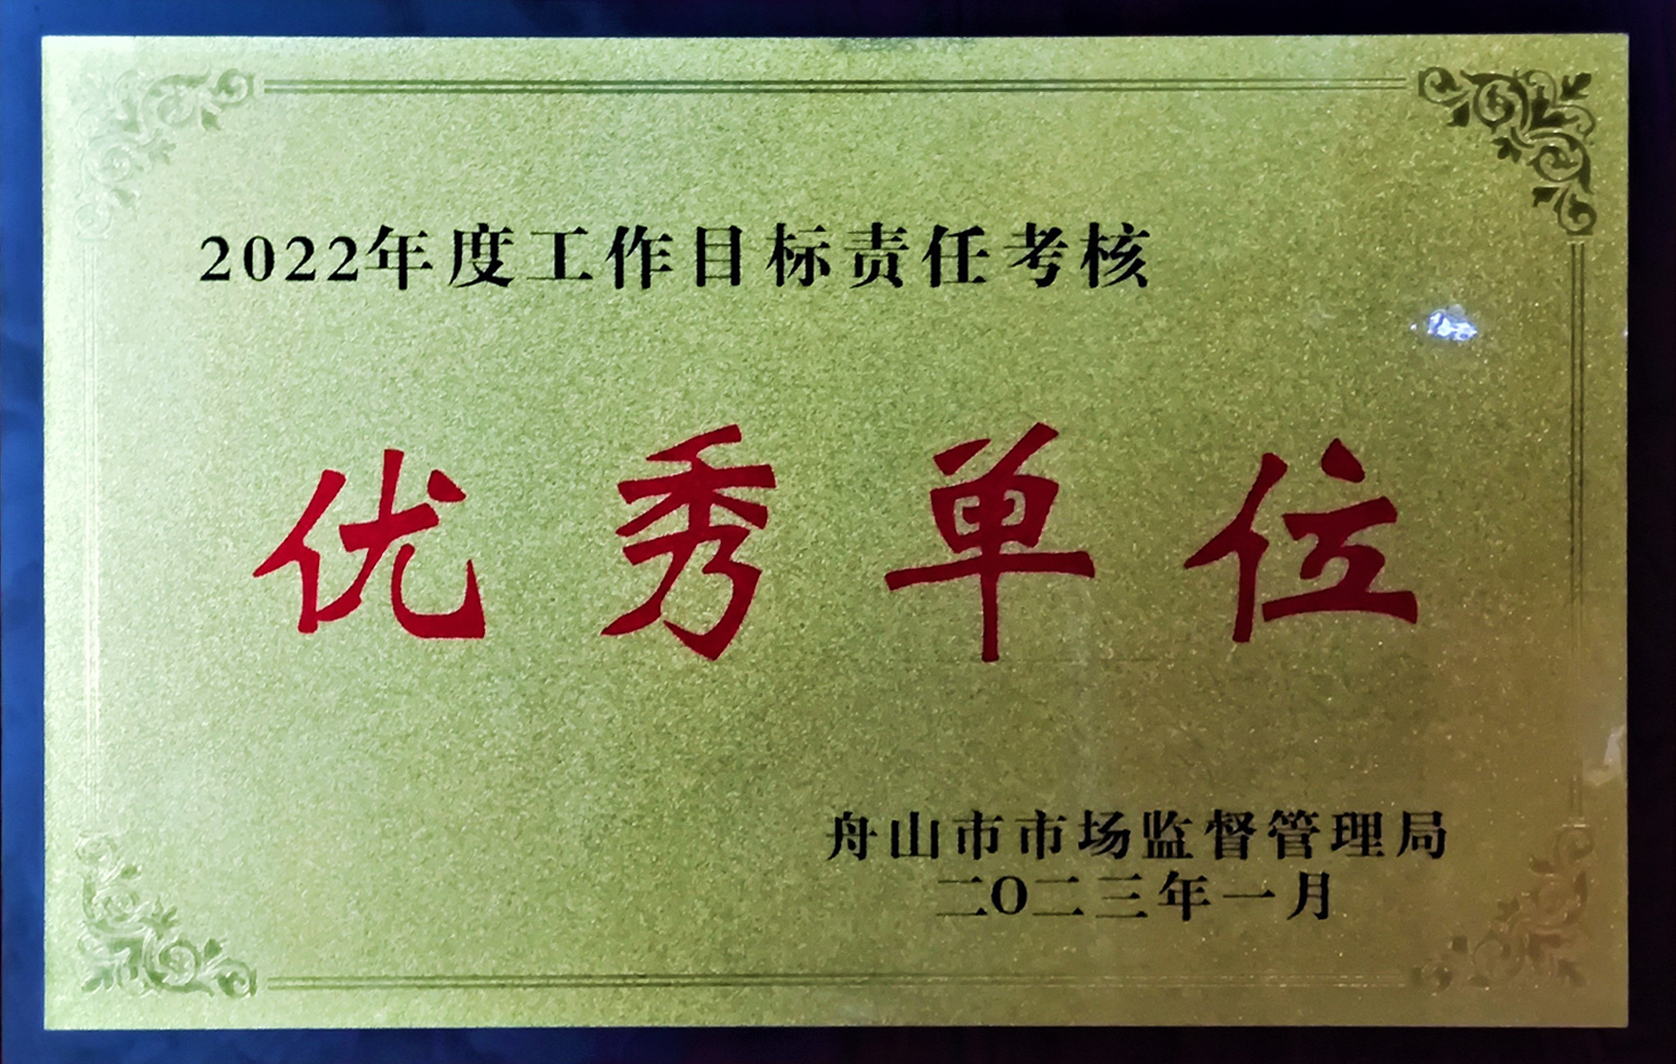 2022年度工作目标责任考核
优秀单位
舟山市市场监督管理局
二O二三年一月